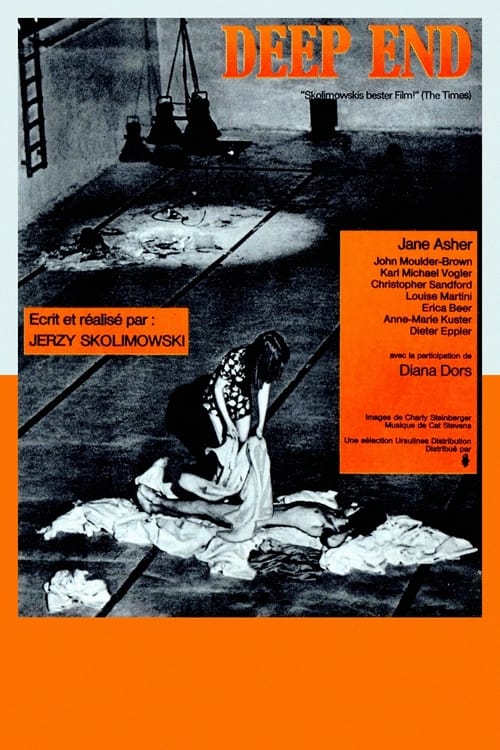 DEEP END
"Skolimowskis bester Film!" (The Times)
Jane Asher
John Moulder-Brown
Karl Michael Vogler
Christopher Sandford
Louise Martini
Erica Beer
Anne-Marie Kuster
Dieter Eppler
avec la participation de
Diana Dors
Images de Charly Steinberger
Musique de Cat Stevens
Une sélection Ursulines Distribution
Distribué par
Ecrit et réalisé par :
JERZY SKOLIMOWSKI